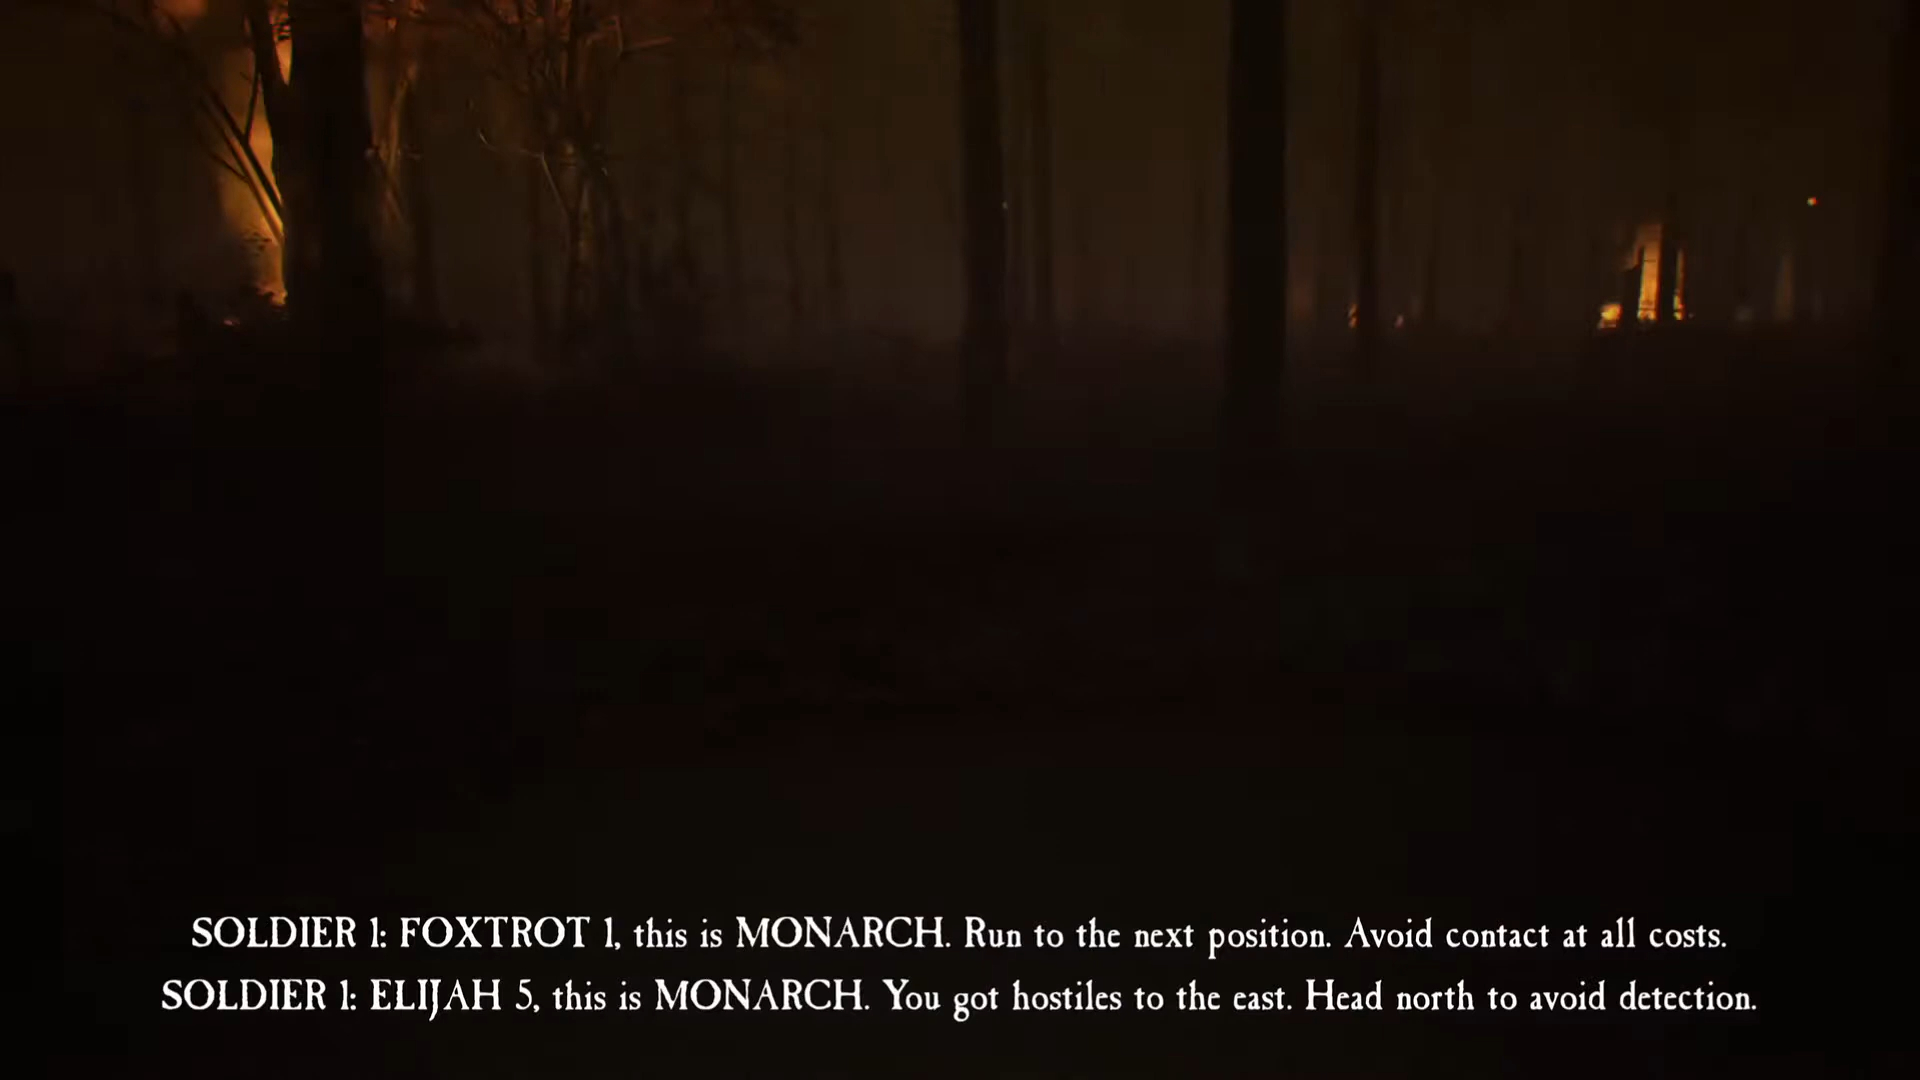 SOLDIER 1: FOXTROT 1, this is MONARCH. Run to the next position. Avoid contact at all costs.
SOLDIER 1: ELIJAH 5, this is MONARCH. You got hostiles to the east. Head north to avoid detection.